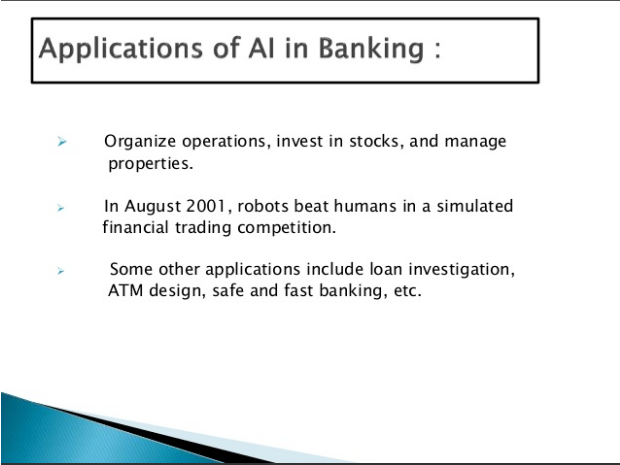 Applications of AI in Banking :
Organize operations, invest in stocks, and manage
properties.
In August 2001, robots beat humans in a simulated
financial trading competition.
Some other applications include loan investigation,
ATM design, safe and fast banking, etc.